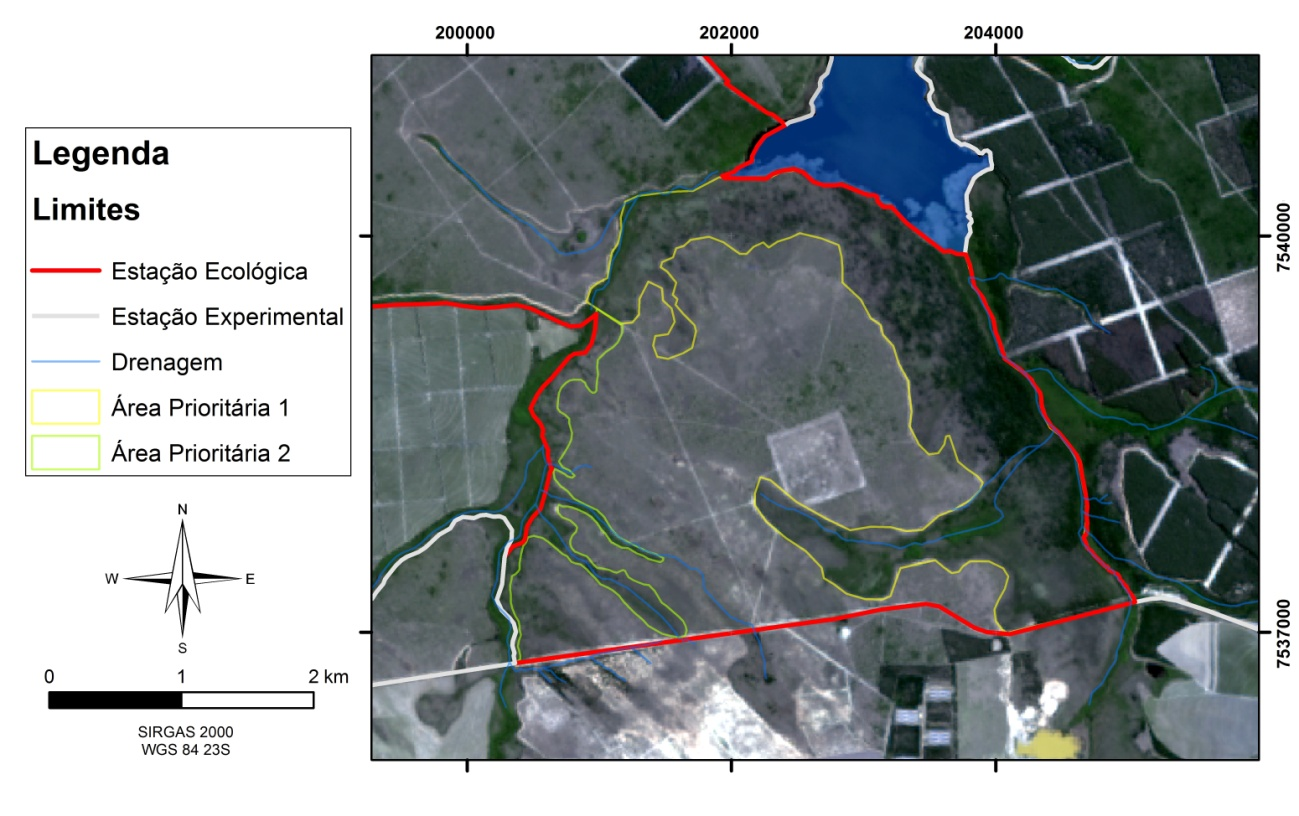 200000 202000 204000
Legenda
Limites
Estação Ecológica
Estação Experimental
Drenagem
Área Prioritária 1
Área Prioritária 2
7540000
7537000
N
W E
S
0 1 2 km
SIRGAS 2000
WGS 84 23S